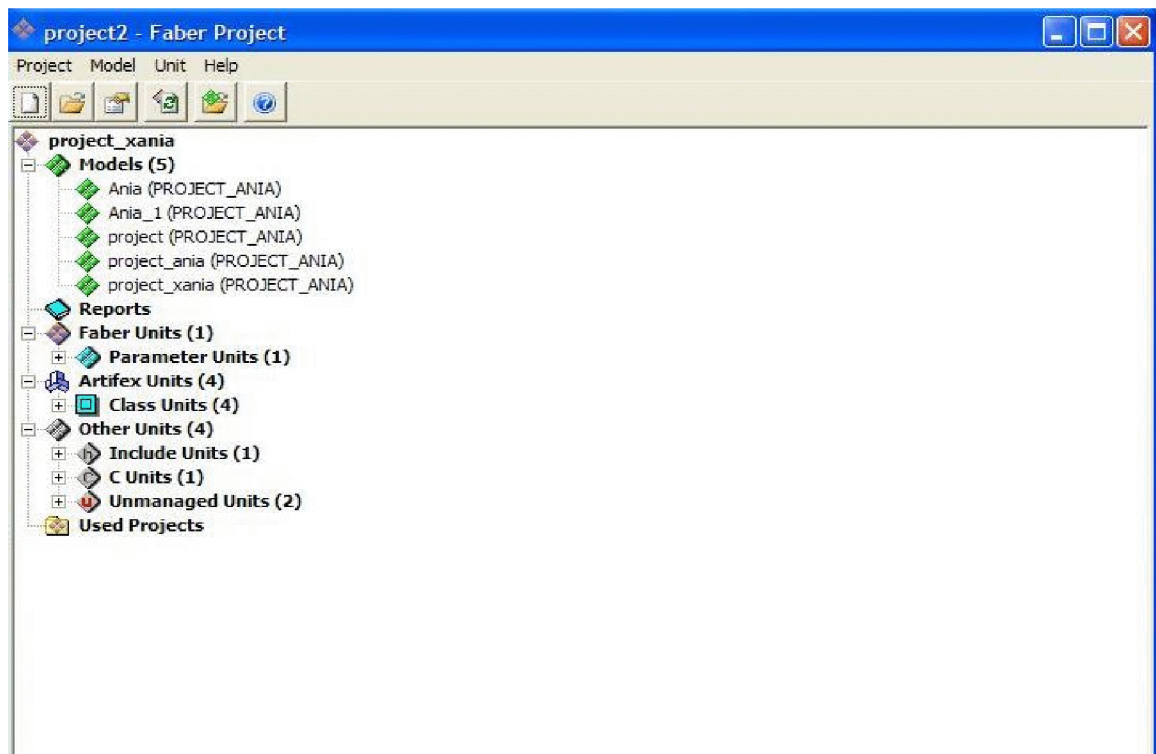 project2 - Faber Project
Project Model Unit Help
project_xania
Models (5)
Ania (PROJECT_ANIA)
Ania_1 (PROJECT_ANIA)
project (PROJECT_ANIA)
project_ania (PROJECT_ANIA)
project_xania (PROJECT_ANIA)
Reports
Faber Units (1)
Parameter Units (1)
Artifex Units (4)
Class Units (4)
Other Units (4)
h Include Units (1)
C C Units (1)
u Unmanaged Units (2)
Used Projects